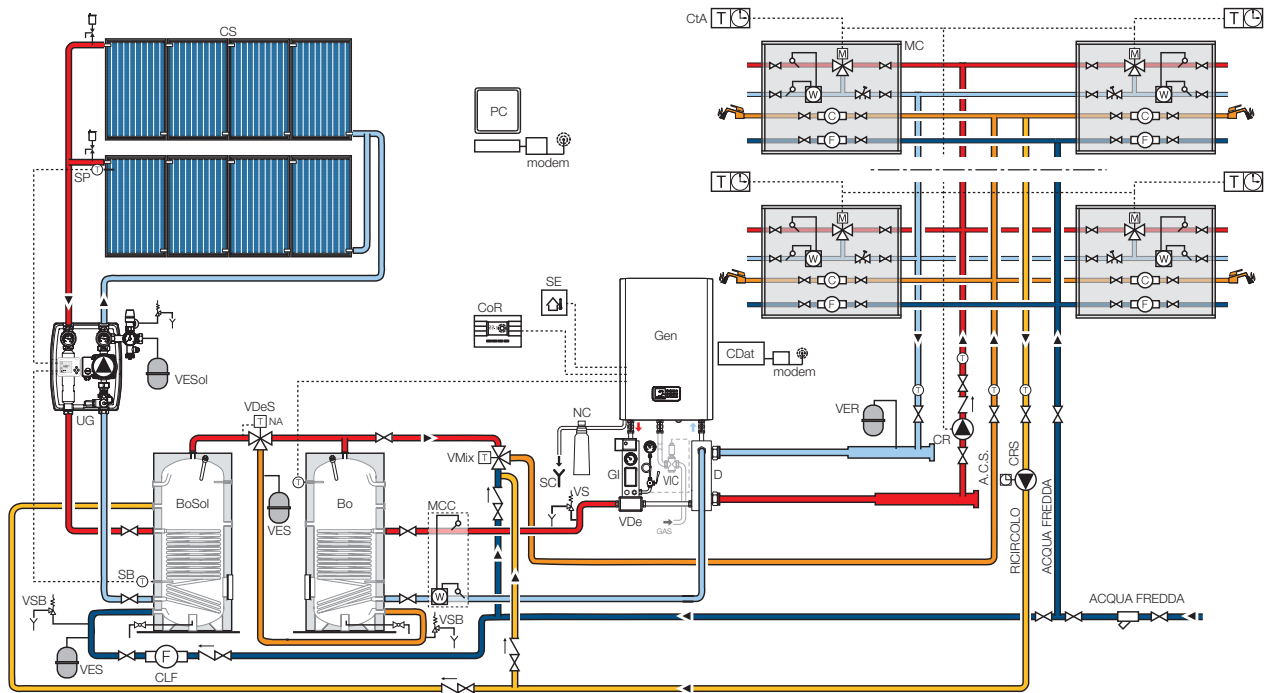 CS
CtA
T
T
MC
M
M
PC
modem
W
W
C
C
F
F
SP
T
T
T
M
M
W
W
C
C
F
F
SE
CoR
Gen
CDat
modem
VESol
UG
VDeS
T
NA
NC
VER
T
T
T
T
CR
VMix
T
SC
GI
VIC
D
BoSol
Bo
T
VES
VS
VDe
GAS
MCC
W
A.C.S.
CRS
RICIRCOLO
ACQUA FREDDA
SB
T
VSB
VSB
ACQUA FREDDA
VES
F
CLF